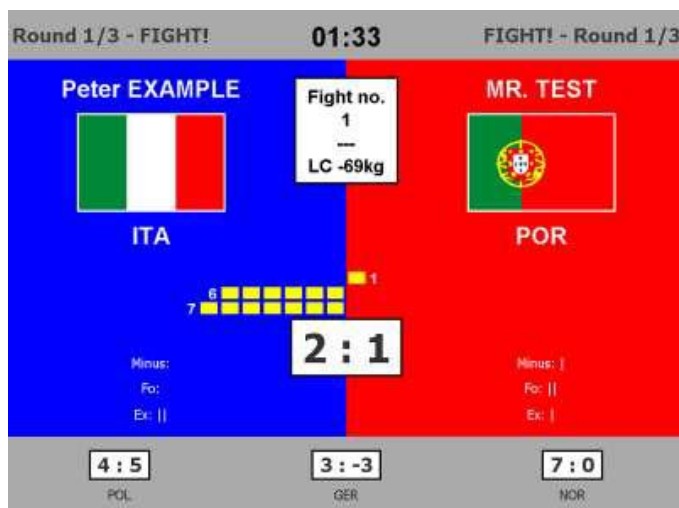 Round 1/3 - FIGHT!
01:33
FIGHT! - Round 1/3
Peter EXAMPLE
Fight no.
1
---
LC -69kg
MR. TEST
ITA
POR
1
6
7
2 : 1
Minus:
Fo:
Ex: ||
Minus: |
Fo: ||
Ex: |
4 : 5
3 : -3
7 : 0
POL
GER
NOR